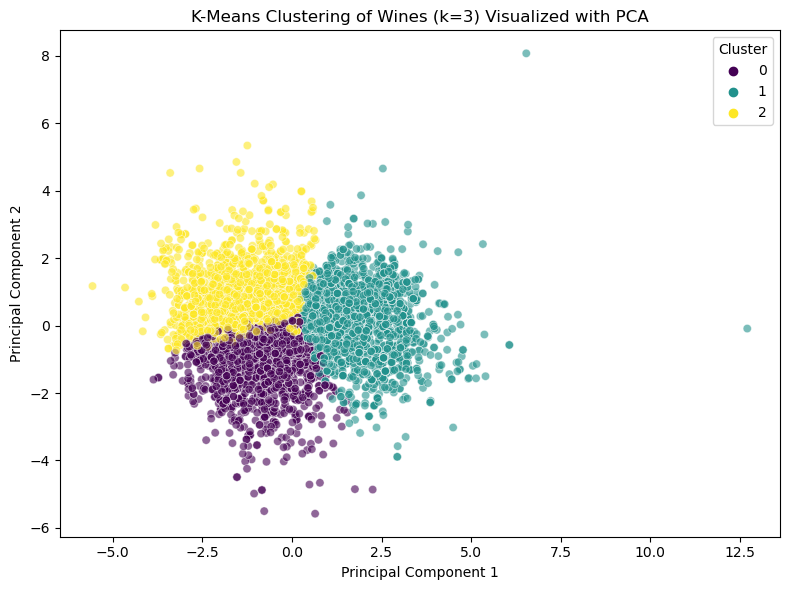 K-Means Clustering of Wines (k=3) Visualized with PCA
Cluster
0
1
2
8
6
4
2
0
−2
−4
−6
Principal Component 2
−5.0 −2.5 0.0 2.5 5.0 7.5 10.0 12.5
Principal Component 1